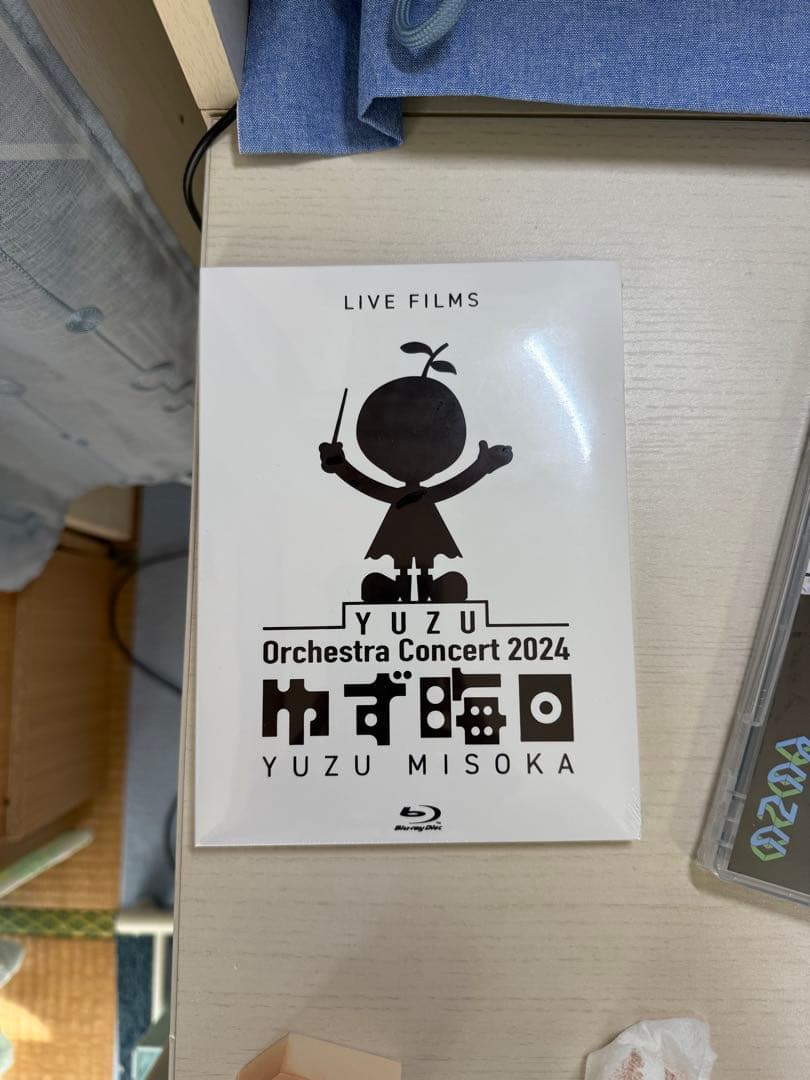 LIVE FILMS
YUZU
Orchestra Concert 2024
ゆず晦日
YUZU MISOKA
Blu-ray Disc